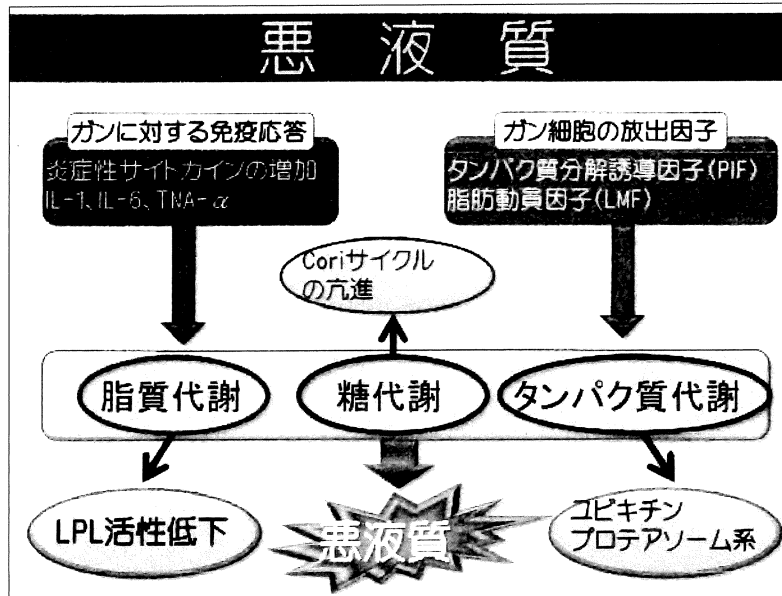 悪液質
ガンに対する免疫応答
炎症性サイトカインの増加
IL-1、IL-6、TNA-α
ガン細胞の放出因子
タンパク質分解誘導因子(PIF)
脂肪動員因子(LMF)
Coriサイクル
の亢進
脂質代謝
糖代謝
タンパク質代謝
LPL活性低下
悪液質
ユビキチン
プロテアソーム系